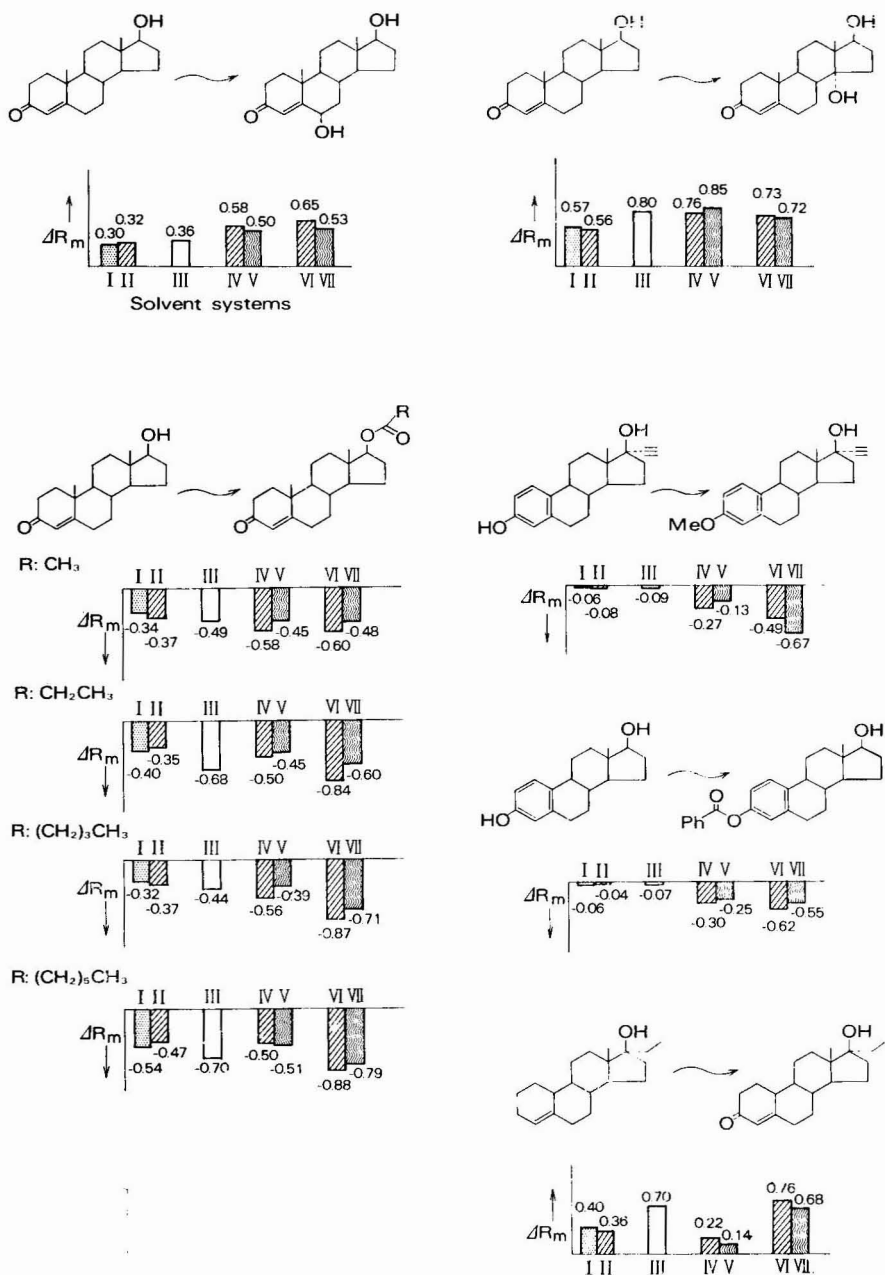 OH
OH
O
O
OH
0.30
0.32
0.36
0.58
0.50
0.65
0.53
ΔRm
I II III IV V VI VII
Solvent systems
OH
OH
O
O
OH
0.57
0.56
0.80
0.76
0.85
0.73
0.72
ΔRm
I II III IV V VI VII
OH
R
O
O
O
O
R: CH₃
I II III IV V VI VII
ΔRm
-0.34
-0.37
-0.49
-0.58
-0.45
-0.60
-0.48
R: CH₂CH₃
I II III IV V VI VII
ΔRm
-0.40
-0.35
-0.68
-0.50
-0.45
-0.84
-0.60
R: (CH₂)₃CH₃
I II III IV V VI VII
ΔRm
-0.32
-0.37
-0.44
-0.56
-0.39
-0.87
-0.71
R: (CH₂)₅CH₃
I II III IV V VI VII
ΔRm
-0.54
-0.47
-0.70
-0.50
-0.51
-0.88
-0.79
OH
OH
HO
MeO
I II III IV V VI VII
ΔRm
-0.06
-0.08
-0.09
-0.27
-0.13
-0.49
-0.67
OH
OH
HO
O
Ph
O
I II III IV V VI VII
ΔRm
-0.06
-0.04
-0.07
-0.30
-0.25
-0.62
-0.55
OH
OH
O
0.40
0.36
0.70
0.22
0.14
0.76
0.68
ΔRm
I II III IV V VI VII